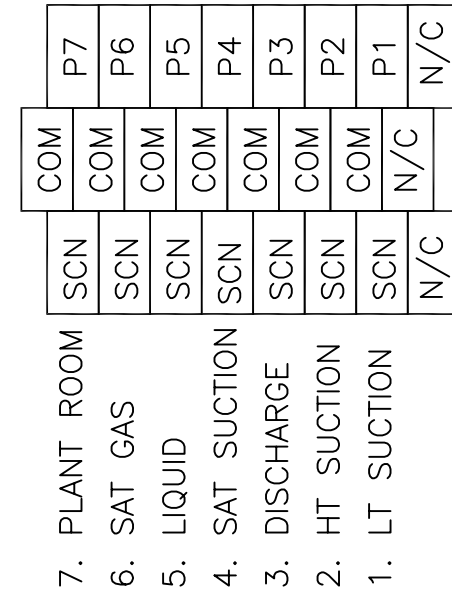 7. PLANT ROOM SCN COM P7
6. SAT GAS SCN COM P6
5. LIQUID SCN COM P5
4. SAT SUCTION SCN COM P4
3. DISCHARGE SCN COM P3
2. HT SUCTION SCN COM P2
1. LT SUCTION SCN COM P1
N/C N/C N/C